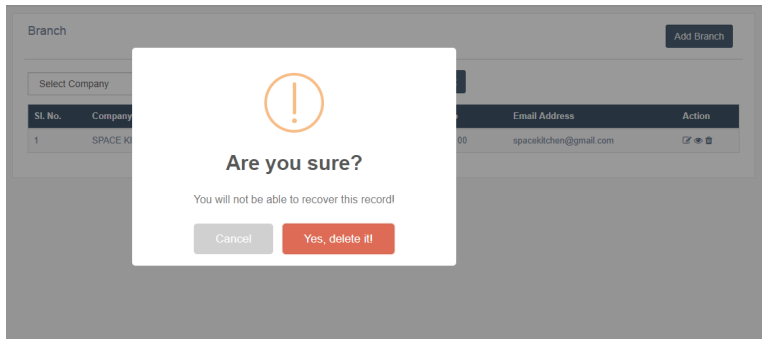 Branch
Add Branch
Select Company
Sl. No. Company Email Address Action
1 SPACE 00 spacekitchen@gmail.com
Are you sure?
You will not be able to recover this record!
Cancel Yes, delete it!